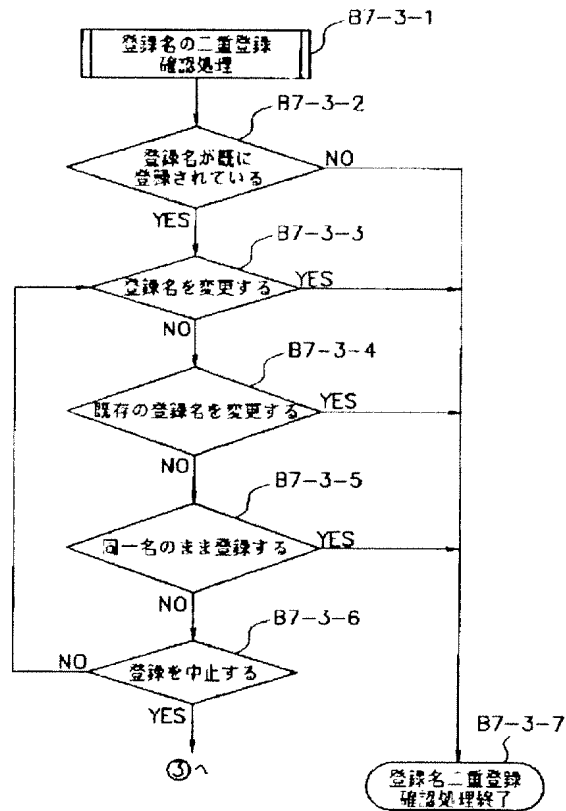 B7-3-1
登録名の二重登録
確認処理
B7-3-2
登録名が既に
登録されている
NO
YES
B7-3-3
登録名を変更する
YES
NO
B7-3-4
既存の登録名を変更する
YES
NO
B7-3-5
同一名のまま登録する
YES
NO
B7-3-6
登録を中止する
NO
YES
③へ
B7-3-7
登録名二重登録
確認処理終了